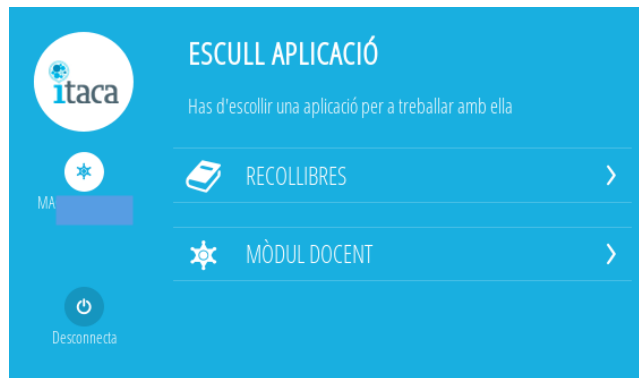 ESCULL APLICACIÓ
Has d'escollir una aplicació per a treballar amb ella
itaca
MA
RECOLLIBRES
MÒDUL DOCENT
Desconnecta